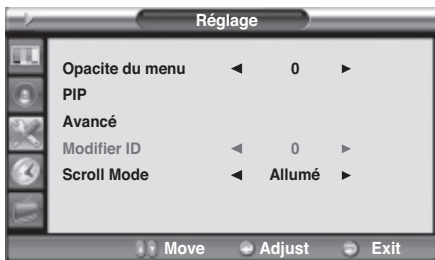 Réglage
Opacite du menu ◄ 0 ►
PIP
Avancé
Modifier ID ◄ 0 ►
Scroll Mode ◄ Allumé ►
Move Adjust Exit